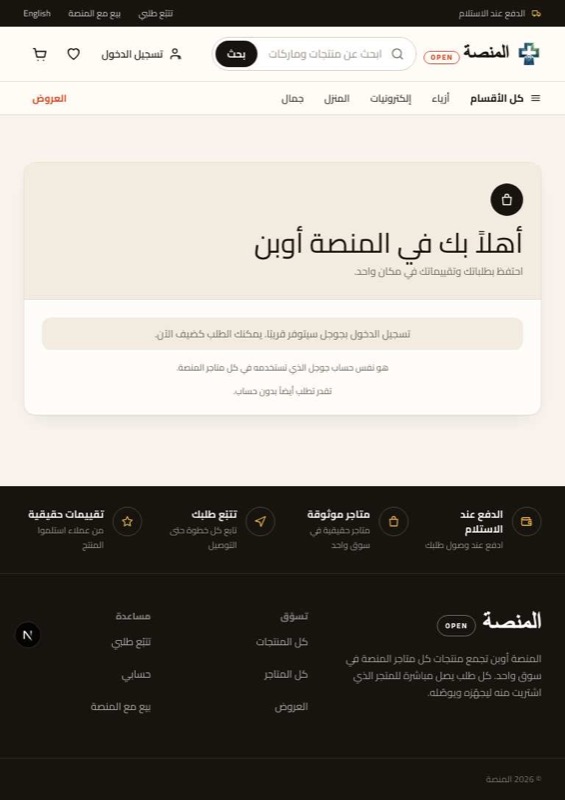 الدفع عند الاستلام
تتبّع طلبي
بيع مع المنصة
English
المنصة OPEN
ابحث عن منتجات وماركات
بحث
تسجيل الدخول
كل الأقسام
أزياء
إلكترونيات
المنزل
جمال
العروض
أهلاً بك في المنصة أوبن
احتفظ بطلباتك وتقييماتك في مكان واحد.
تسجيل الدخول بجوجل سيتوفر قريبًا. يمكنك الطلب كضيف الآن.
هو نفس حساب جوجل الذي تستخدمه في كل متاجر المنصة.
تقدر تطلب أيضاً بدون حساب.
الدفع عند
الاستلام
ادفع عند وصول طلبك
متاجر موثوقة
متاجر حقيقية في
سوق واحد
تتبّع طلبك
تابع كل خطوة حتى
التوصيل
تقييمات حقيقية
من عملاء استلموا
المنتج
المنصة OPEN
المنصة أوبن تجمع منتجات كل متاجر المنصة في
سوق واحد. كل طلب يصل مباشرة للمتجر الذي
اشتريت منه ليجهّزه ويوصّله.
تسوّق
كل المنتجات
كل المتاجر
العروض
مساعدة
تتبّع طلبي
حسابي
بيع مع المنصة
N
© 2026 المنصة